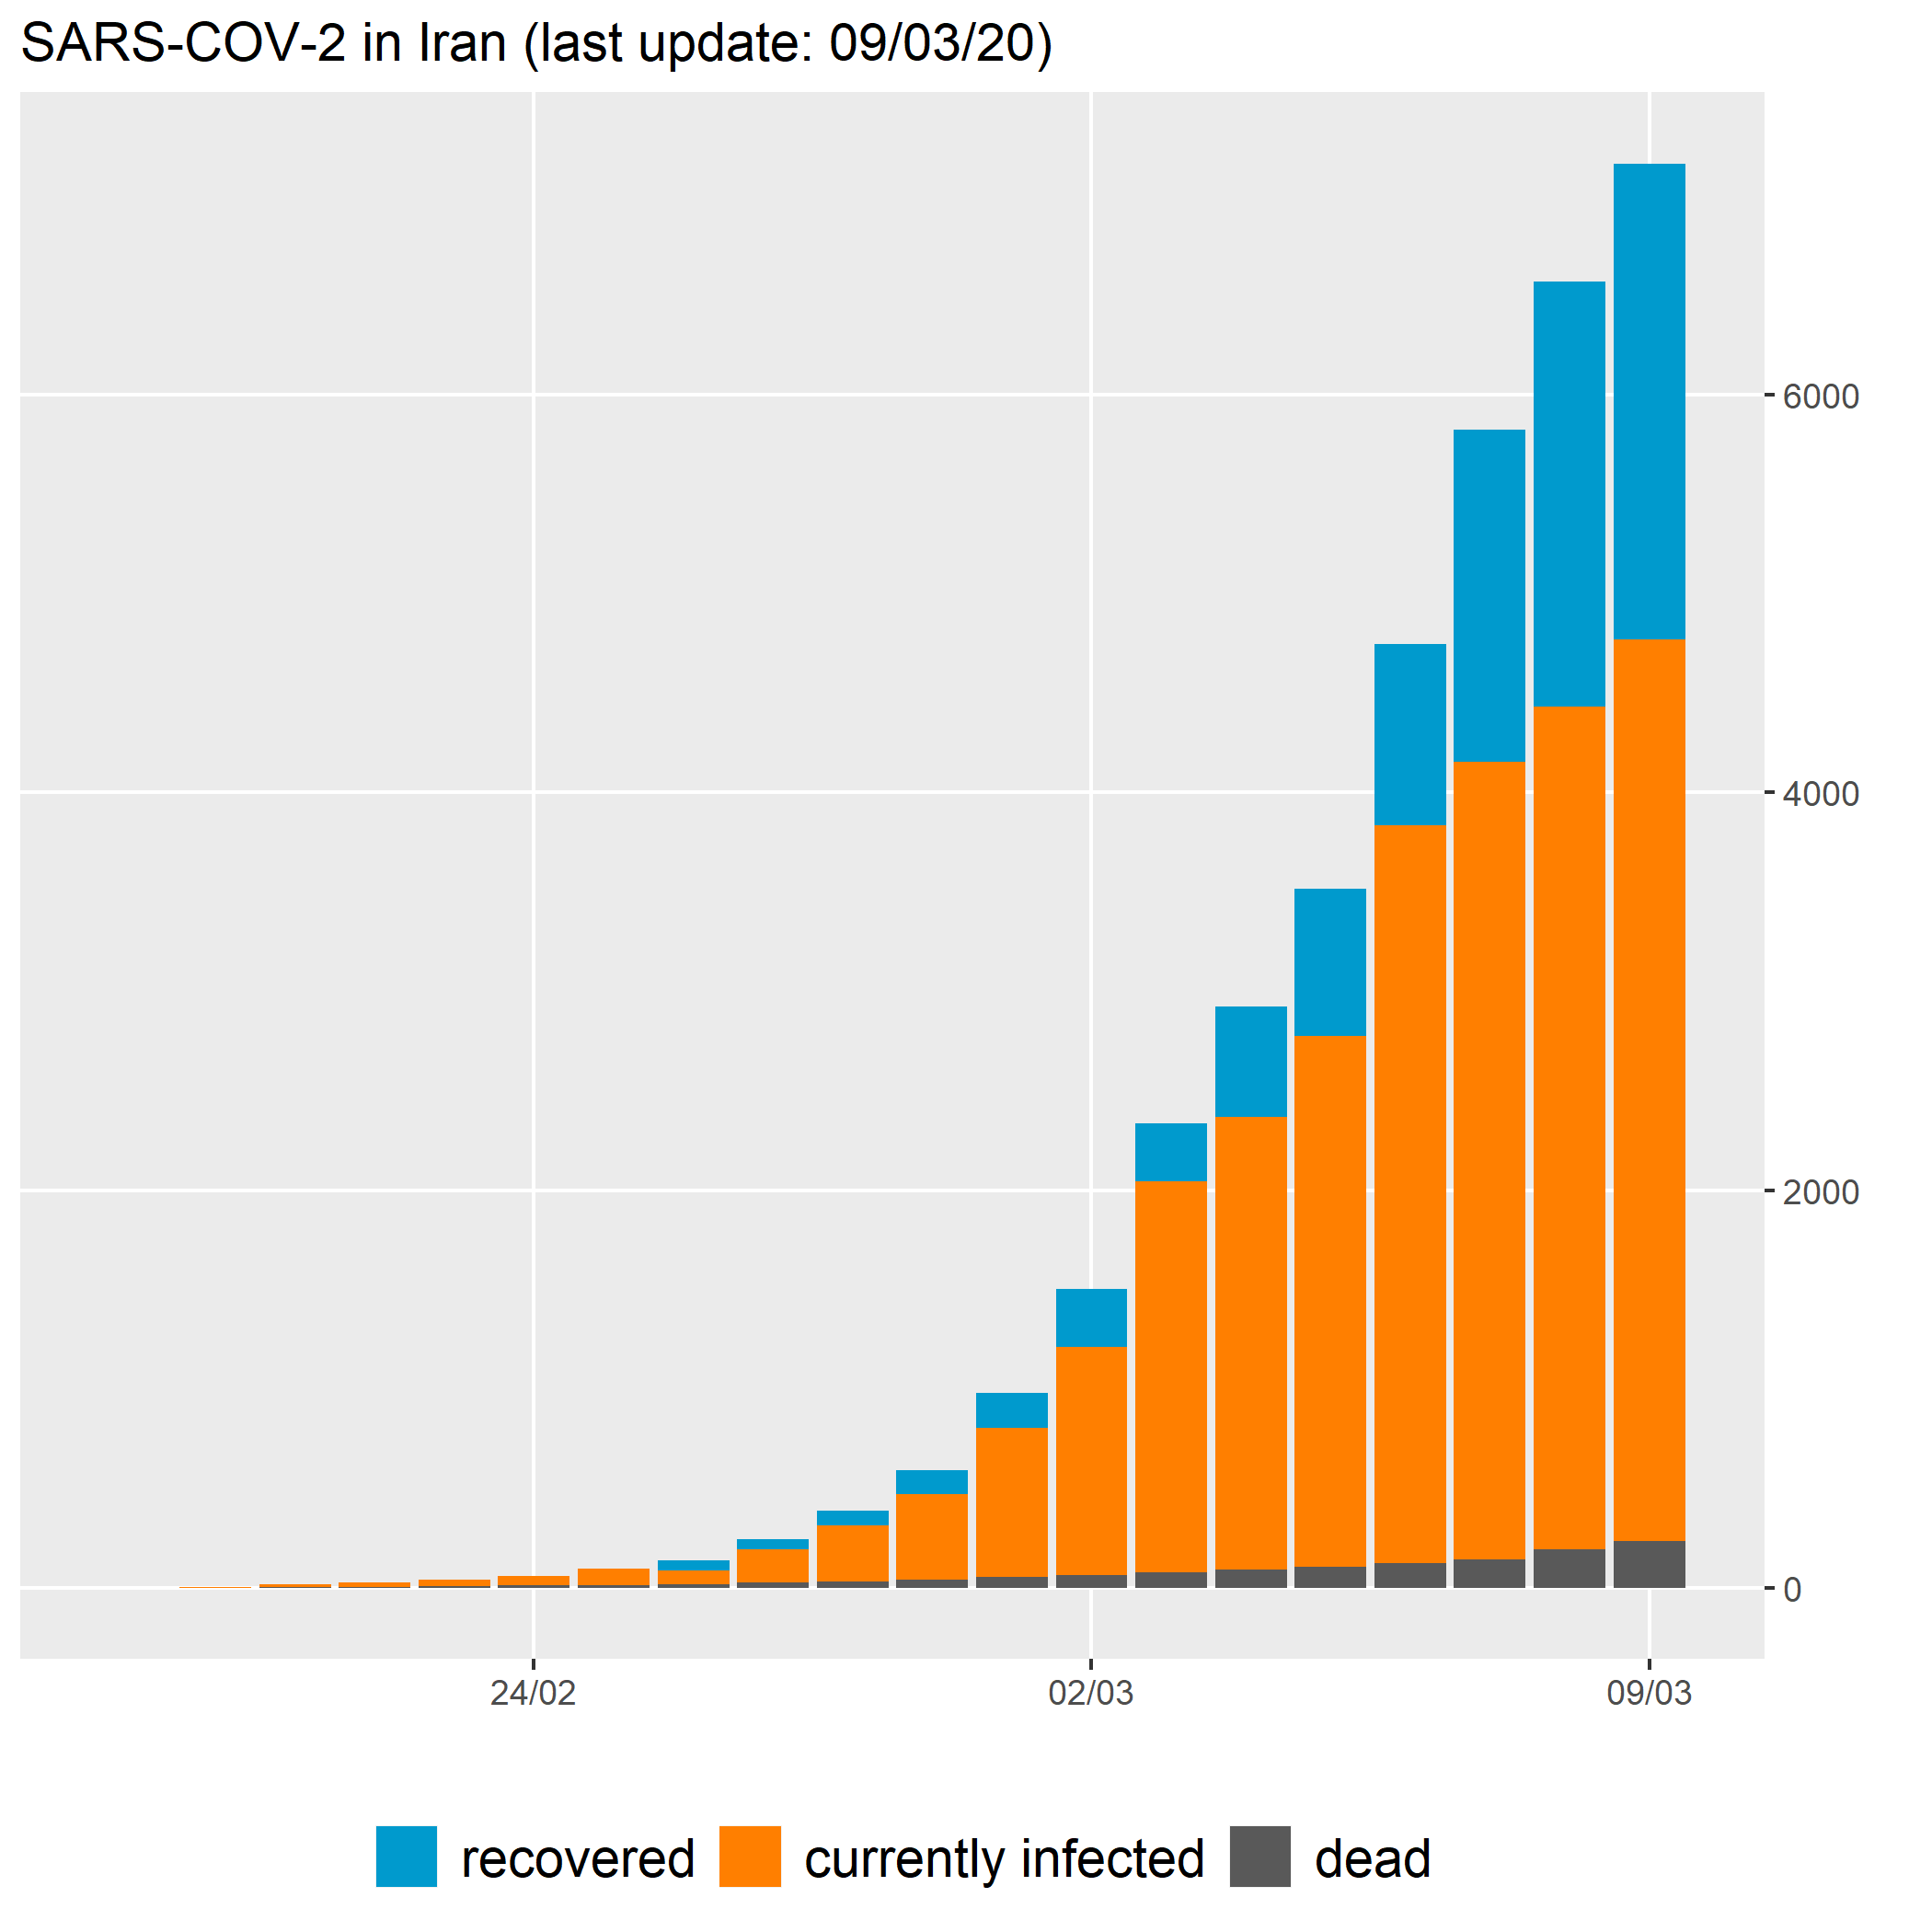 SARS-COV-2 in Iran (last update: 09/03/20)
6000
4000
2000
0
24/02 02/03 09/03
recovered currently infected dead